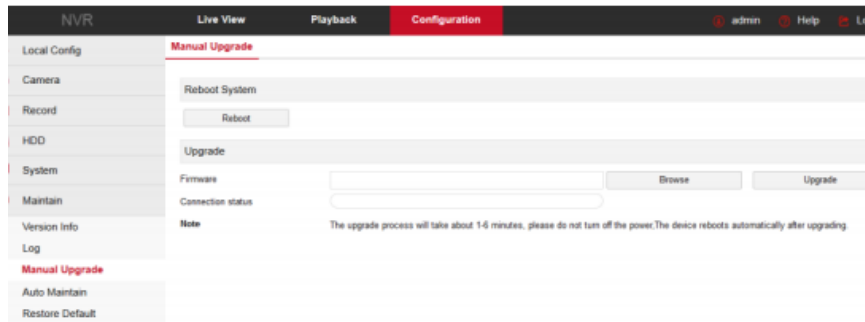 NVR Live View Playback Configuration admin Help
Local Config Manual Upgrade
Camera
Reboot System
Record
Reboot
HDD
Upgrade
System
Firmware Browse Upgrade
Maintain
Connection status
Version Info
Note The upgrade process will take about 1-6 minutes, please do not turn off the power,The device reboots automatically after upgrading.
Log
Manual Upgrade
Auto Maintain
Restore Default